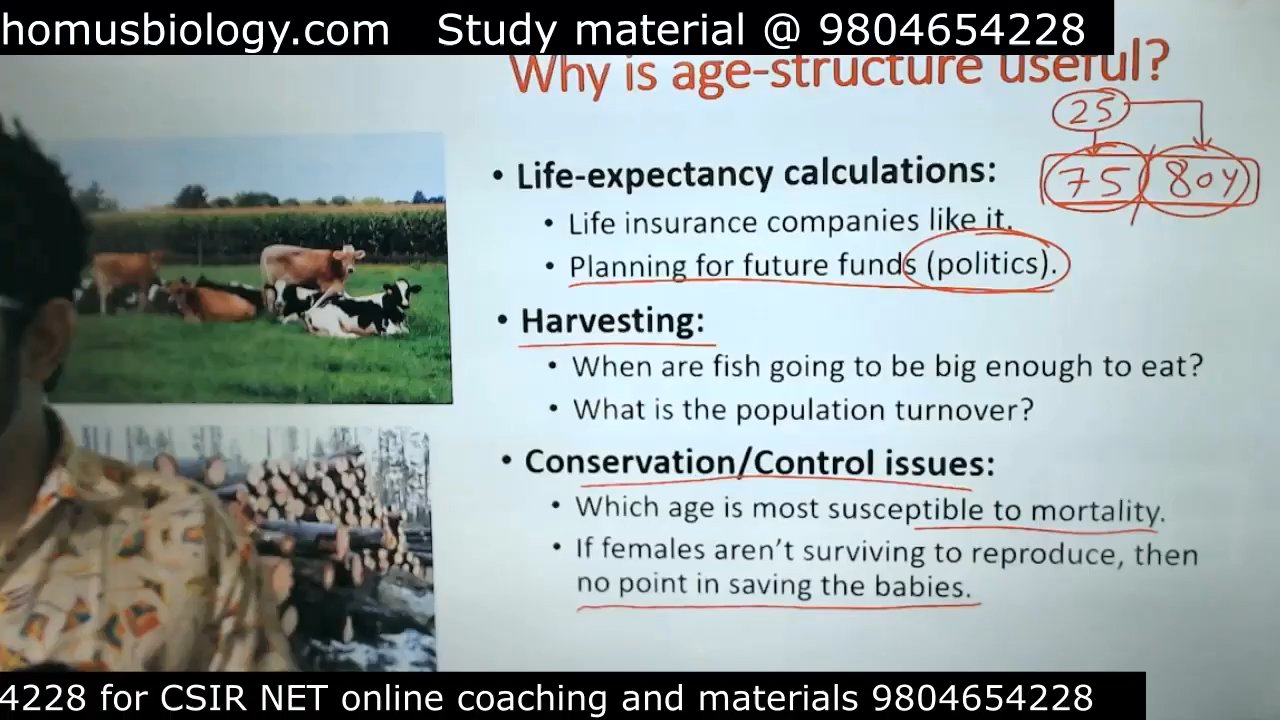 homusbiology.com Study material @ 9804654228
Why is age-structure useful?
25
75 80y
• Life-expectancy calculations:
• Life insurance companies like it.
• Planning for future funds (politics).
• Harvesting:
• When are fish going to be big enough to eat?
• What is the population turnover?
• Conservation/Control issues:
• Which age is most susceptible to mortality.
• If females aren't surviving to reproduce, then
no point in saving the babies.
4228 for CSIR NET online coaching and materials 9804654228